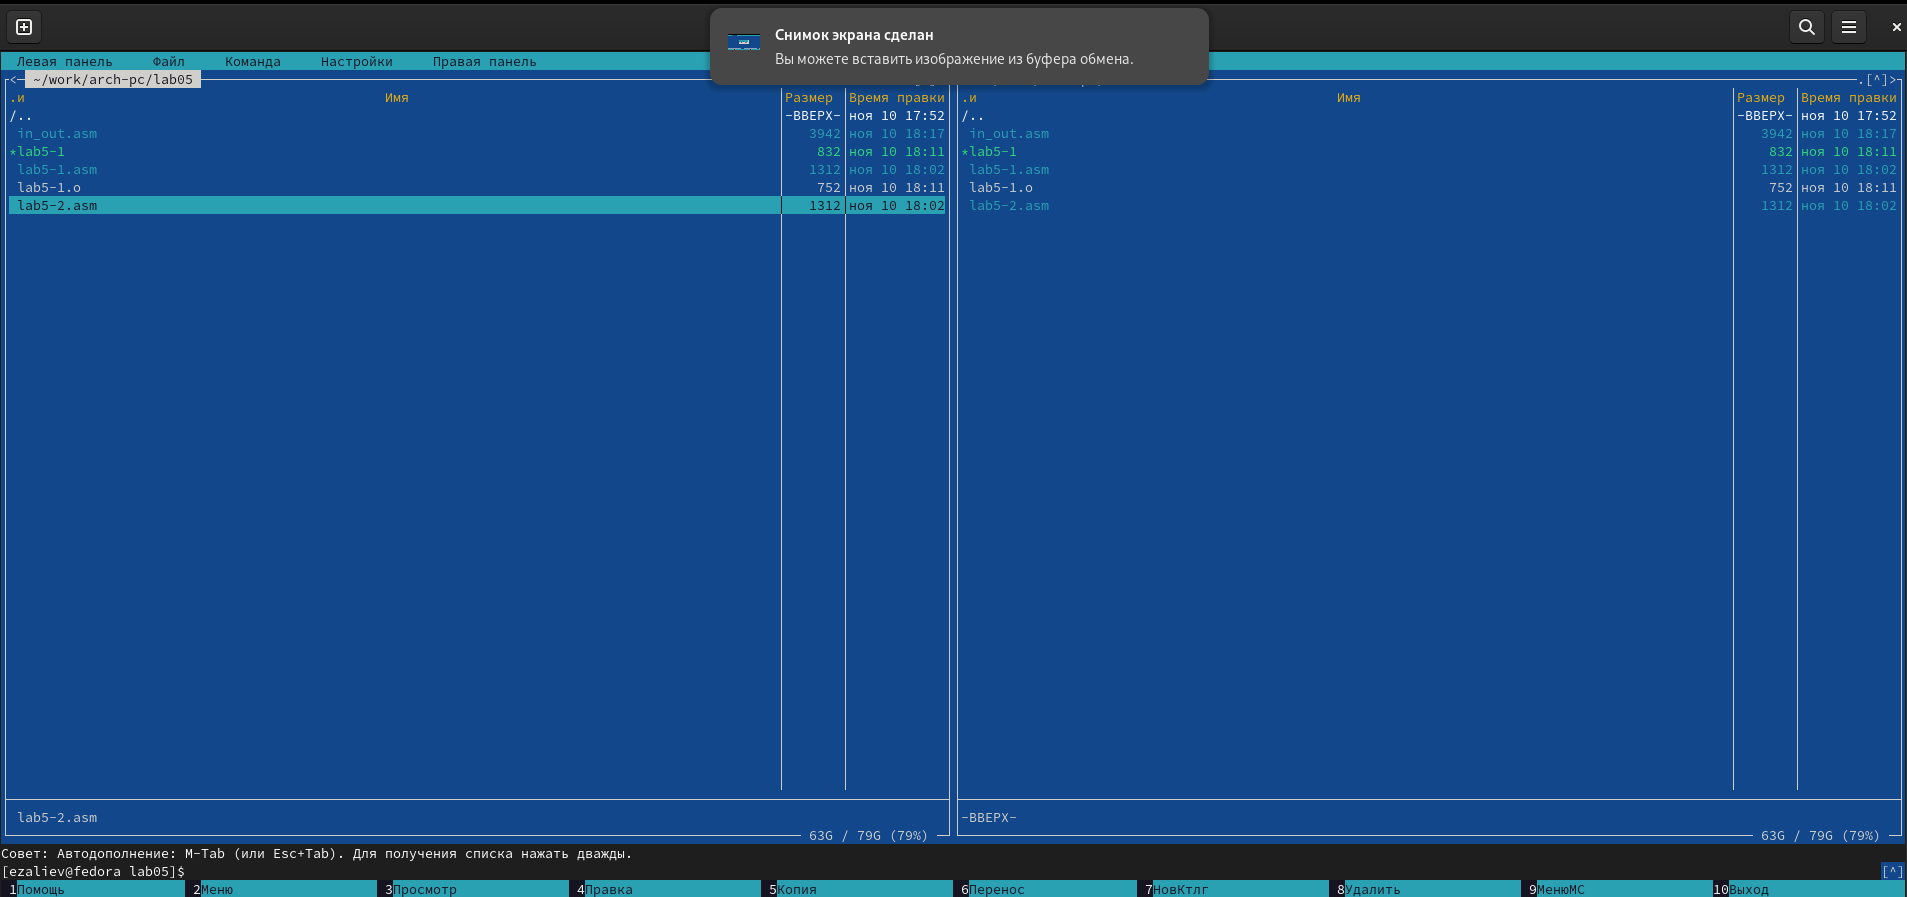 Снимок экрана сделан
Вы можете вставить изображение из буфера обмена.
Левая панель Файл Команда Настройки Правая панель
<─ ~/work/arch-pc/lab05 .[^]>
.и Имя Размер Время правки .и Имя Размер Время правки
/.. -ВВЕРХ- ноя 10 17:52 /.. -ВВЕРХ- ноя 10 17:52
in_out.asm 3942 ноя 10 18:17 in_out.asm 3942 ноя 10 18:17
*lab5-1 832 ноя 10 18:11 *lab5-1 832 ноя 10 18:11
lab5-1.asm 1312 ноя 10 18:02 lab5-1.asm 1312 ноя 10 18:02
lab5-1.o 752 ноя 10 18:11 lab5-1.o 752 ноя 10 18:11
lab5-2.asm 1312 ноя 10 18:02 lab5-2.asm 1312 ноя 10 18:02
lab5-2.asm -ВВЕРХ-
63G / 79G (79%) 63G / 79G (79%)
Совет: Автодополнение: M-Tab (или Esc+Tab). Для получения списка нажать дважды.
[ezaliev@fedora lab05]$ [^]
1Помощь 2Меню 3Просмотр 4Правка 5Копия 6Перенос 7НовКтлг 8Удалить 9МенюMC 10Выход